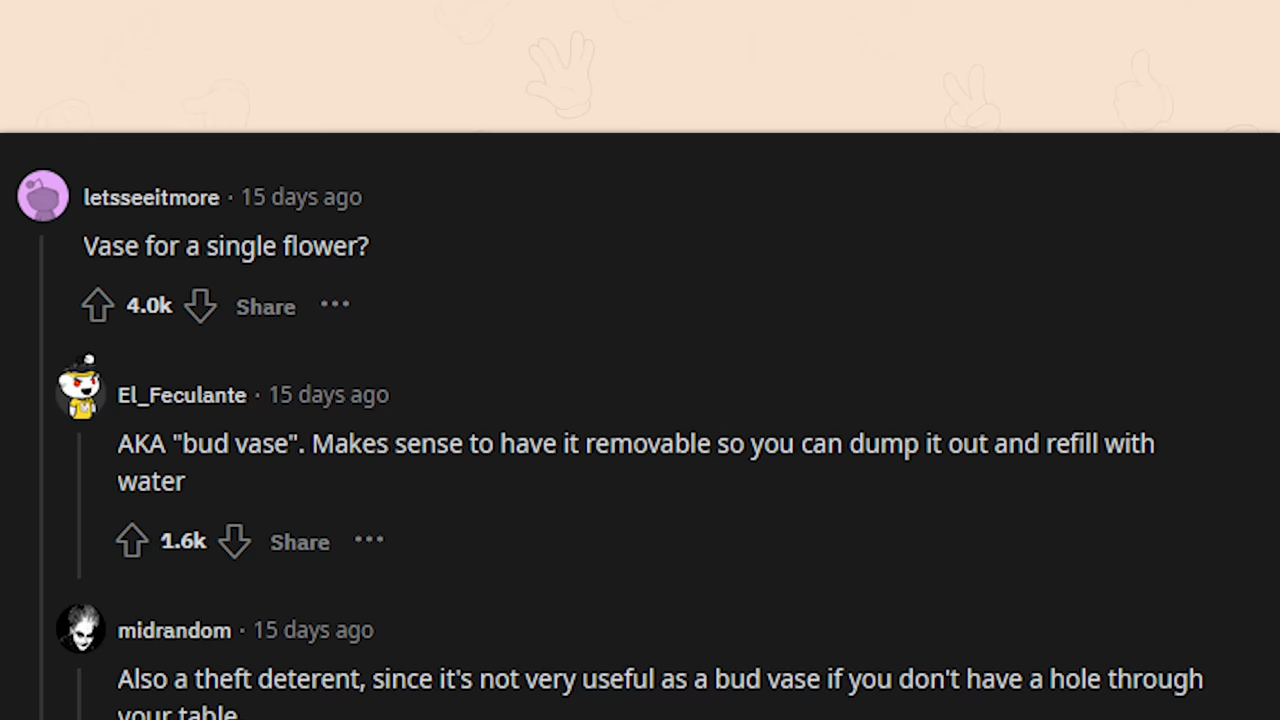 letsseeitmore · 15 days ago
Vase for a single flower?
4.0k Share ···
El_Feculante · 15 days ago
AKA "bud vase". Makes sense to have it removable so you can dump it out and refill with
water
1.6k Share ···
midrandom · 15 days ago
Also a theft deterent, since it's not very useful as a bud vase if you don't have a hole through
your table